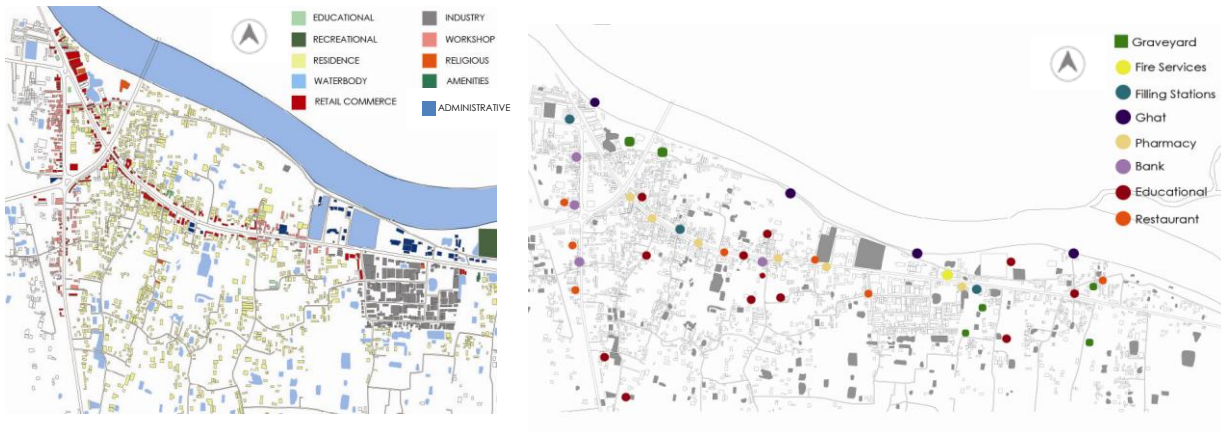 EDUCATIONAL
RECREATIONAL
RESIDENCE
WATERBODY
RETAIL COMMERCE
INDUSTRY
WORKSHOP
RELIGIOUS
AMENITIES
ADMINISTRATIVE
Graveyard
Fire Services
Filling Stations
Ghat
Pharmacy
Bank
Educational
Restaurant